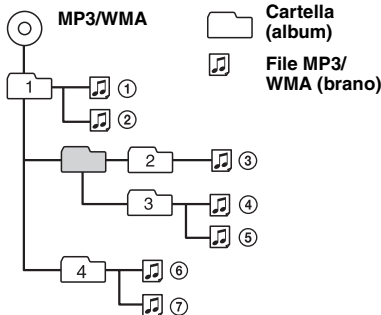 MP3/WMA
Cartella
(album)
File MP3/
WMA (brano)
1
①
②
2
③
3
④
⑤
4
⑥
⑦